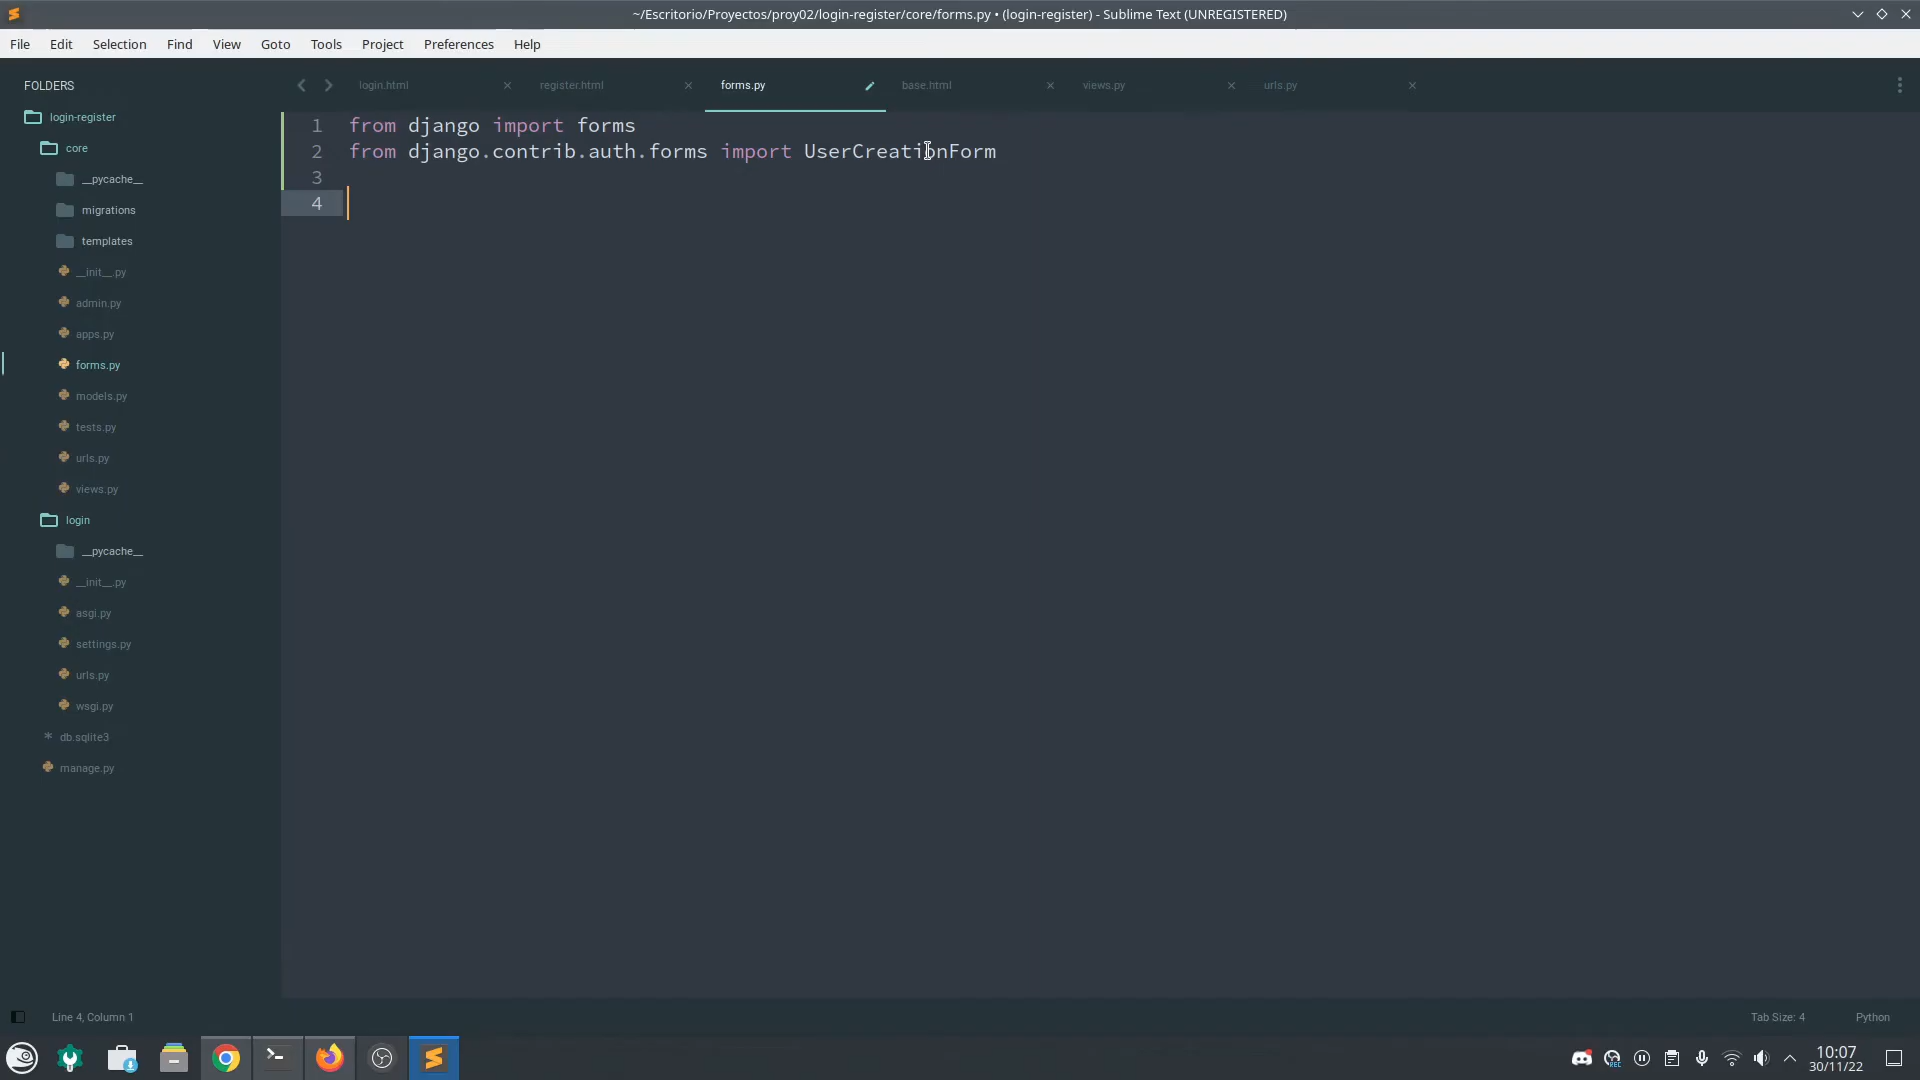 ~/Escritorio/Proyectos/proy02/login-register/core/forms.py • (login-register) - Sublime Text (UNREGISTERED)
File Edit Selection Find View Goto Tools Project Preferences Help
FOLDERS
login-register
core
__pycache__
migrations
templates
__init__.py
admin.py
apps.py
forms.py
models.py
tests.py
urls.py
views.py
login
__pycache__
__init__.py
asgi.py
settings.py
urls.py
wsgi.py
db.sqlite3
manage.py
login.html register.html forms.py base.html views.py urls.py
1 from django import forms
2 from django.contrib.auth.forms import UserCreationForm
3
4
Line 4, Column 1 Tab Size: 4 Python
REC
10:07
30/11/22